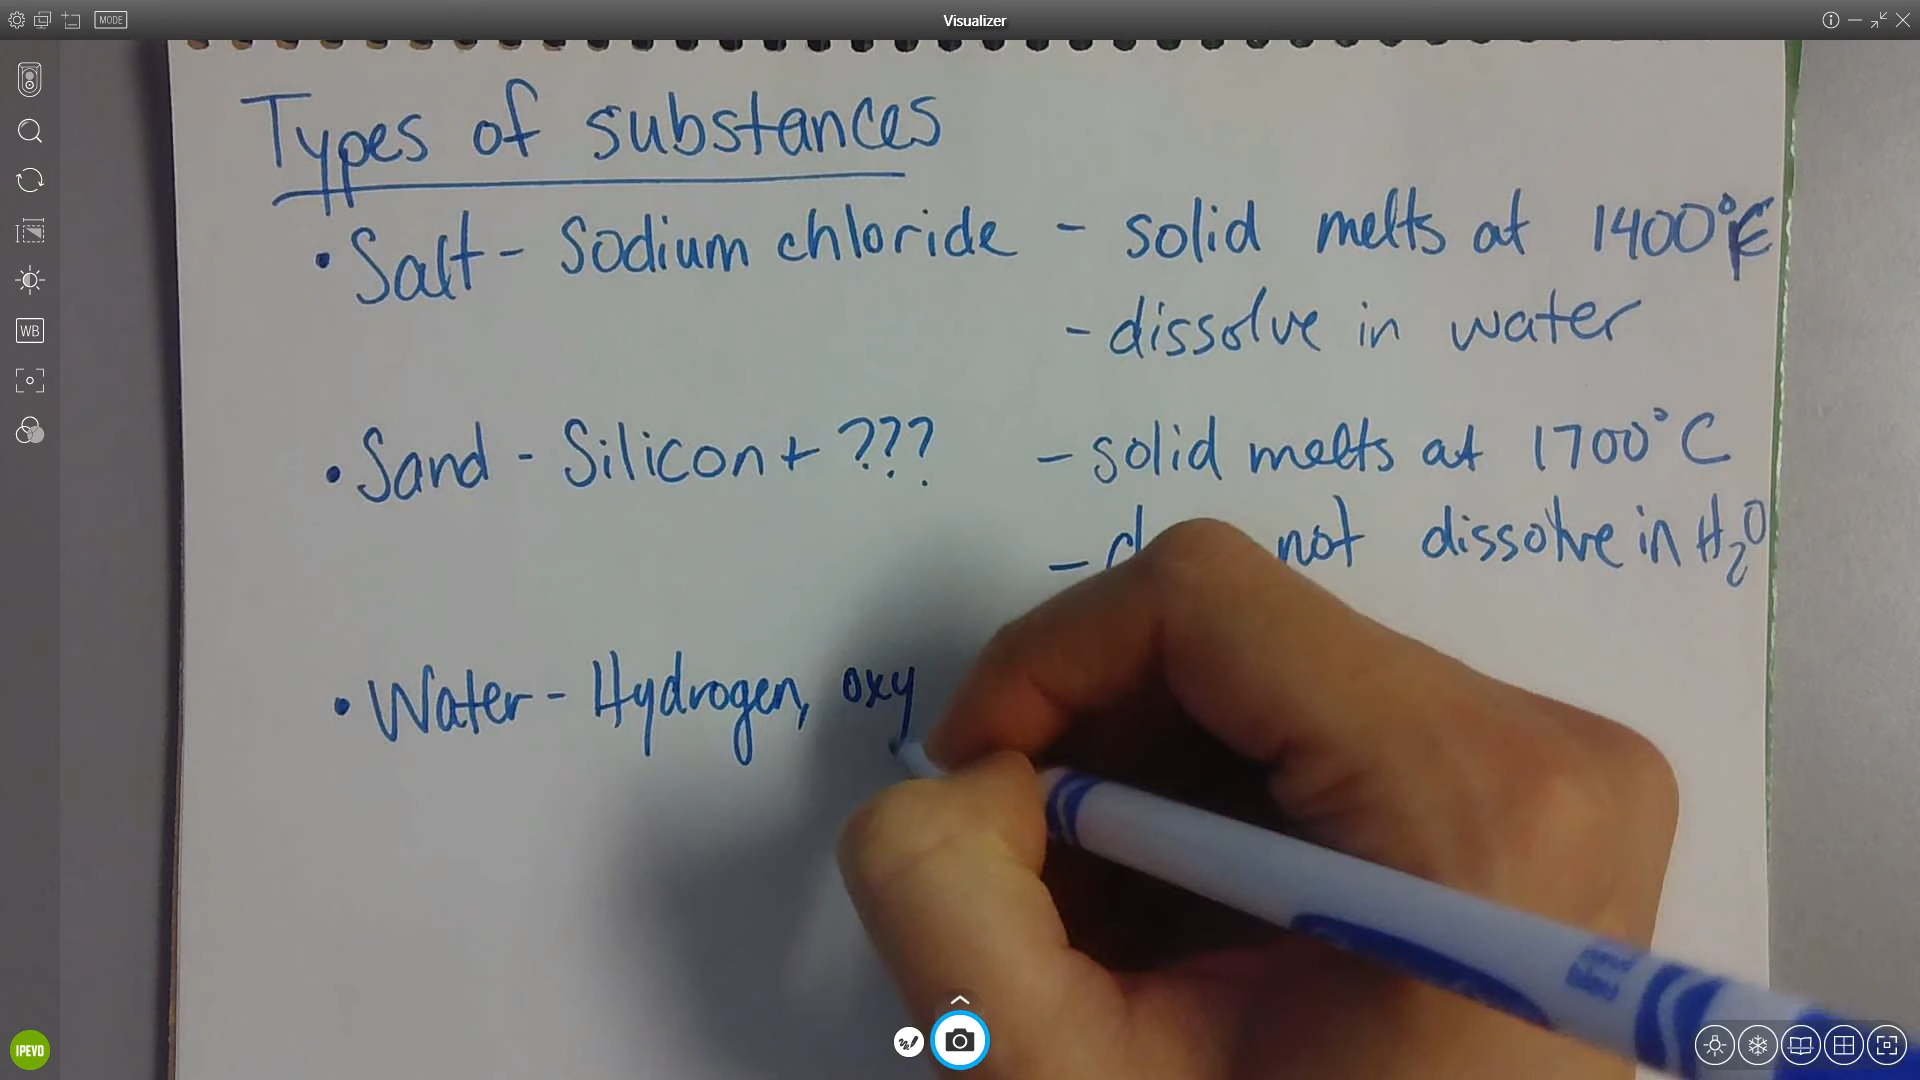 MODE
Visualizer
WB
Types of substances
• Salt - Sodium chloride - solid melts at 1400°
- dissolve in water
• Sand - Silicon + ??? - solid melts at 1700°C
- not dissolve in H₂O
• Water - Hydrogen, oxy
IPEVO